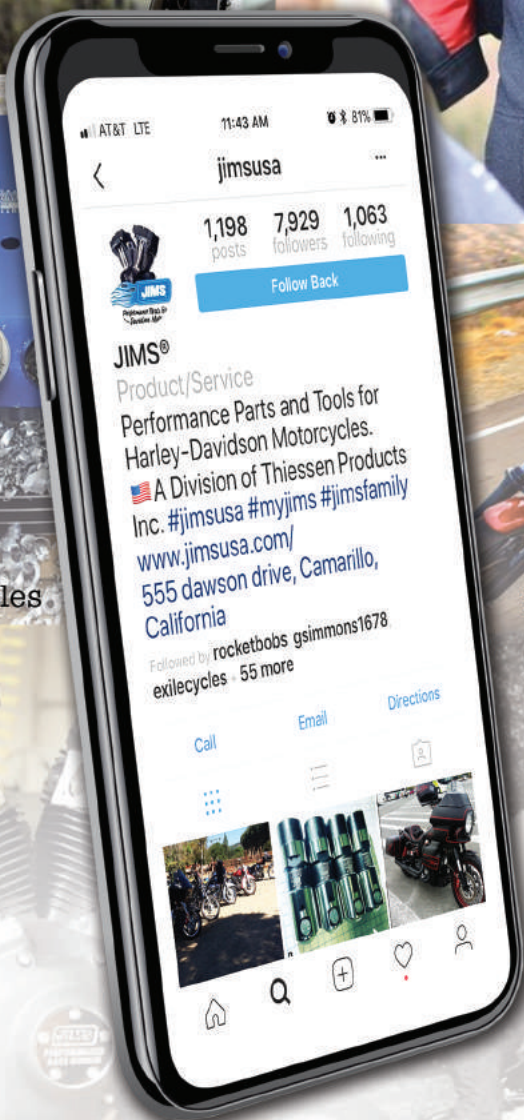 AT&T LTE 11:43 AM 81%
jimsusa
1,198 7,929 1,063
posts followers following
JIMS
Performance Parts &
Follow Back
JIMS®
Product/Service
Performance Parts and Tools for
Harley-Davidson Motorcycles.
🇺🇸A Division of Thiessen Products
Inc. #jimsusa #myjims #jimsfamily
www.jimsusa.com/
555 dawson drive, Camarillo,
California
Followed by rocketbobs gsimmons1678
exilecycles 55 more
les
Call Email Directions
JIMS